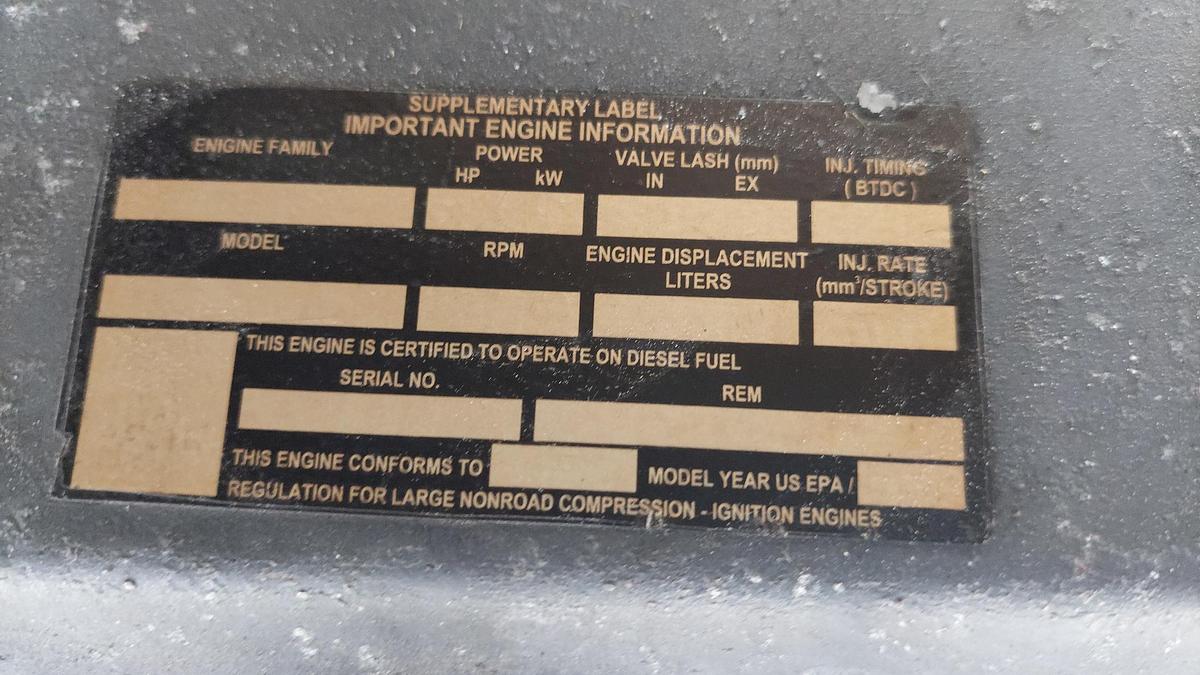 SUPPLEMENTARY LABEL
IMPORTANT ENGINE INFORMATION
ENIGINE FAMILY
POWER
HP kW
VALVE LASH (mm)
IN EX
INJ. TIMING
( BTDC )
MODEL
RPM
ENGINE DISPLACEMENT
LITERS
INJ. RATE
(mm³/STROKE)
THIS ENGINE IS CERTIFIED TO OPERATE ON DIESEL FUEL
SERIAL NO.
REM
THIS ENGINE CONFORMS TO MODEL YEAR US EPA /
REGULATION FOR LARGE NONROAD COMPRESSION - IGNITION ENGINES